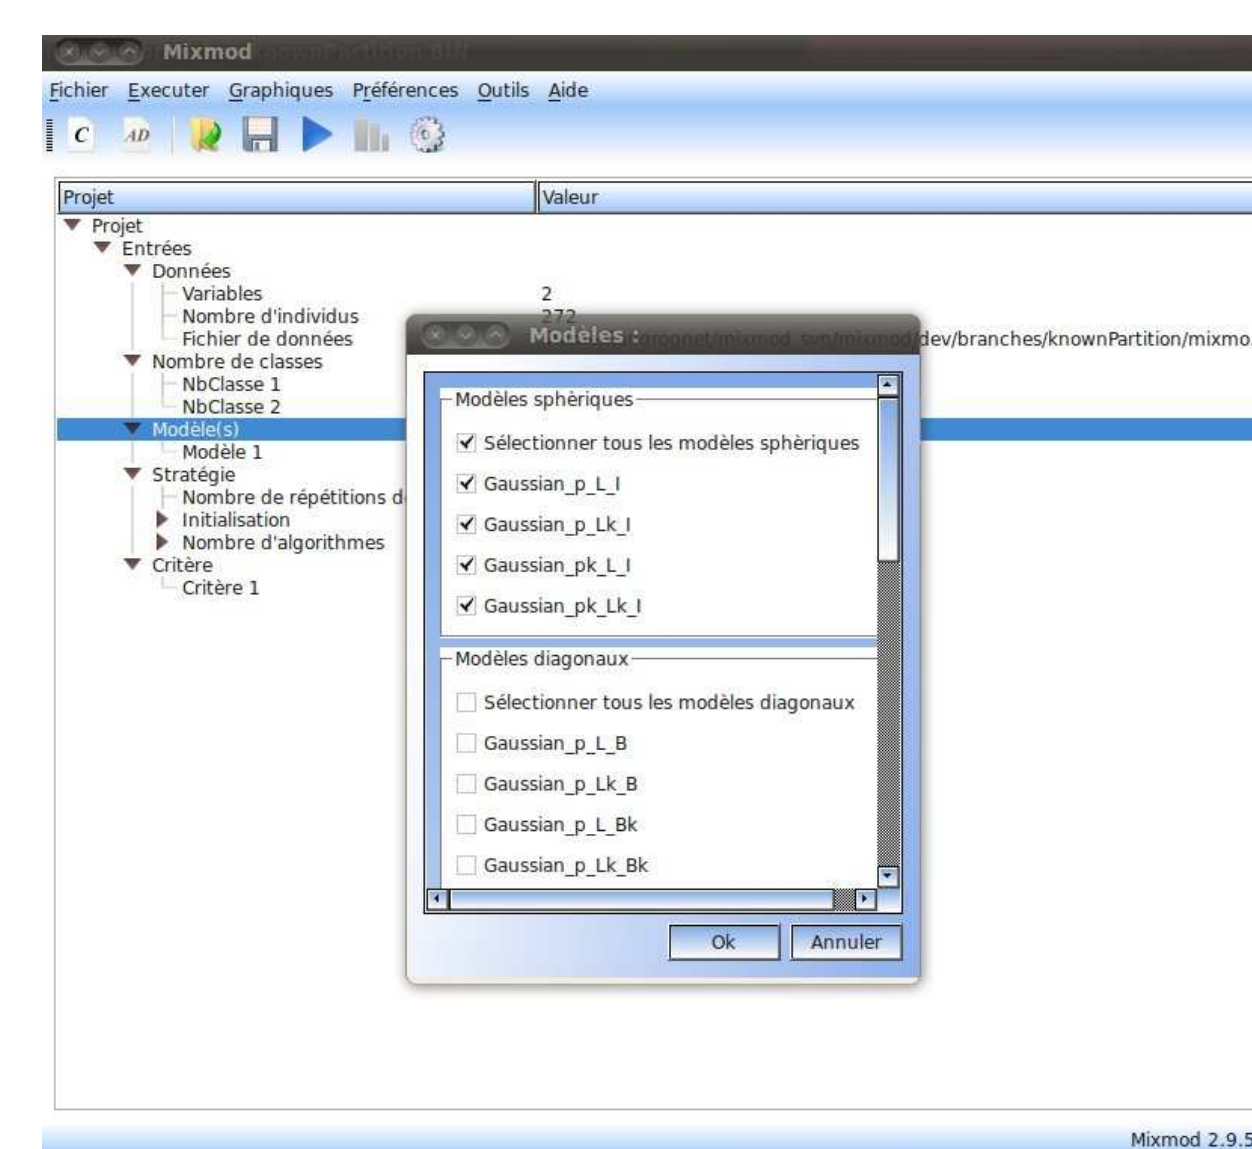 Mixmod
Fichier Executer Graphiques Préférences Outils Aide
C AD
Projet Valeur
Projet
Entrées
Données
Variables 2
Nombre d'individus 272
Fichier de données dev/branches/knownPartition/mixmo.
Nombre de classes
NbClasse 1
NbClasse 2
Modèle(s)
Modèle 1
Stratégie
Nombre de répétitions d
Initialisation
Nombre d'algorithmes
Critère
Critère 1
Modèles :
Modèles sphèriques
Sélectionner tous les modèles sphèriques
Gaussian_p_L_I
Gaussian_p_Lk_I
Gaussian_pk_L_I
Gaussian_pk_Lk_I
Modèles diagonaux
Sélectionner tous les modèles diagonaux
Gaussian_p_L_B
Gaussian_p_Lk_B
Gaussian_p_L_Bk
Gaussian_p_Lk_Bk
Ok Annuler
Mixmod 2.9.5